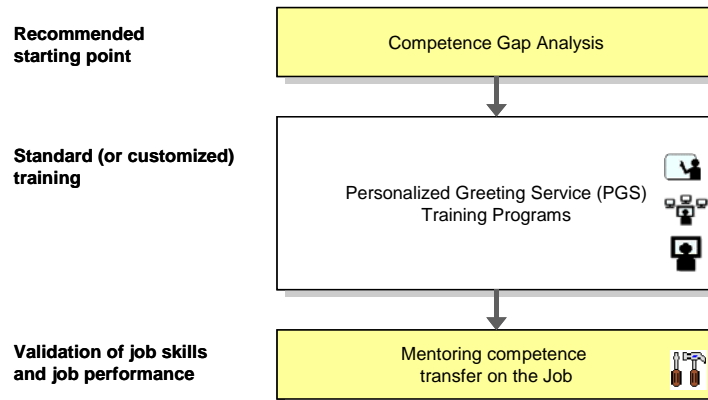 Recommended
starting point
Competence Gap Analysis
Standard (or customized)
training
Personalized Greeting Service (PGS)
Training Programs
Validation of job skills
and job performance
Mentoring competence
transfer on the Job